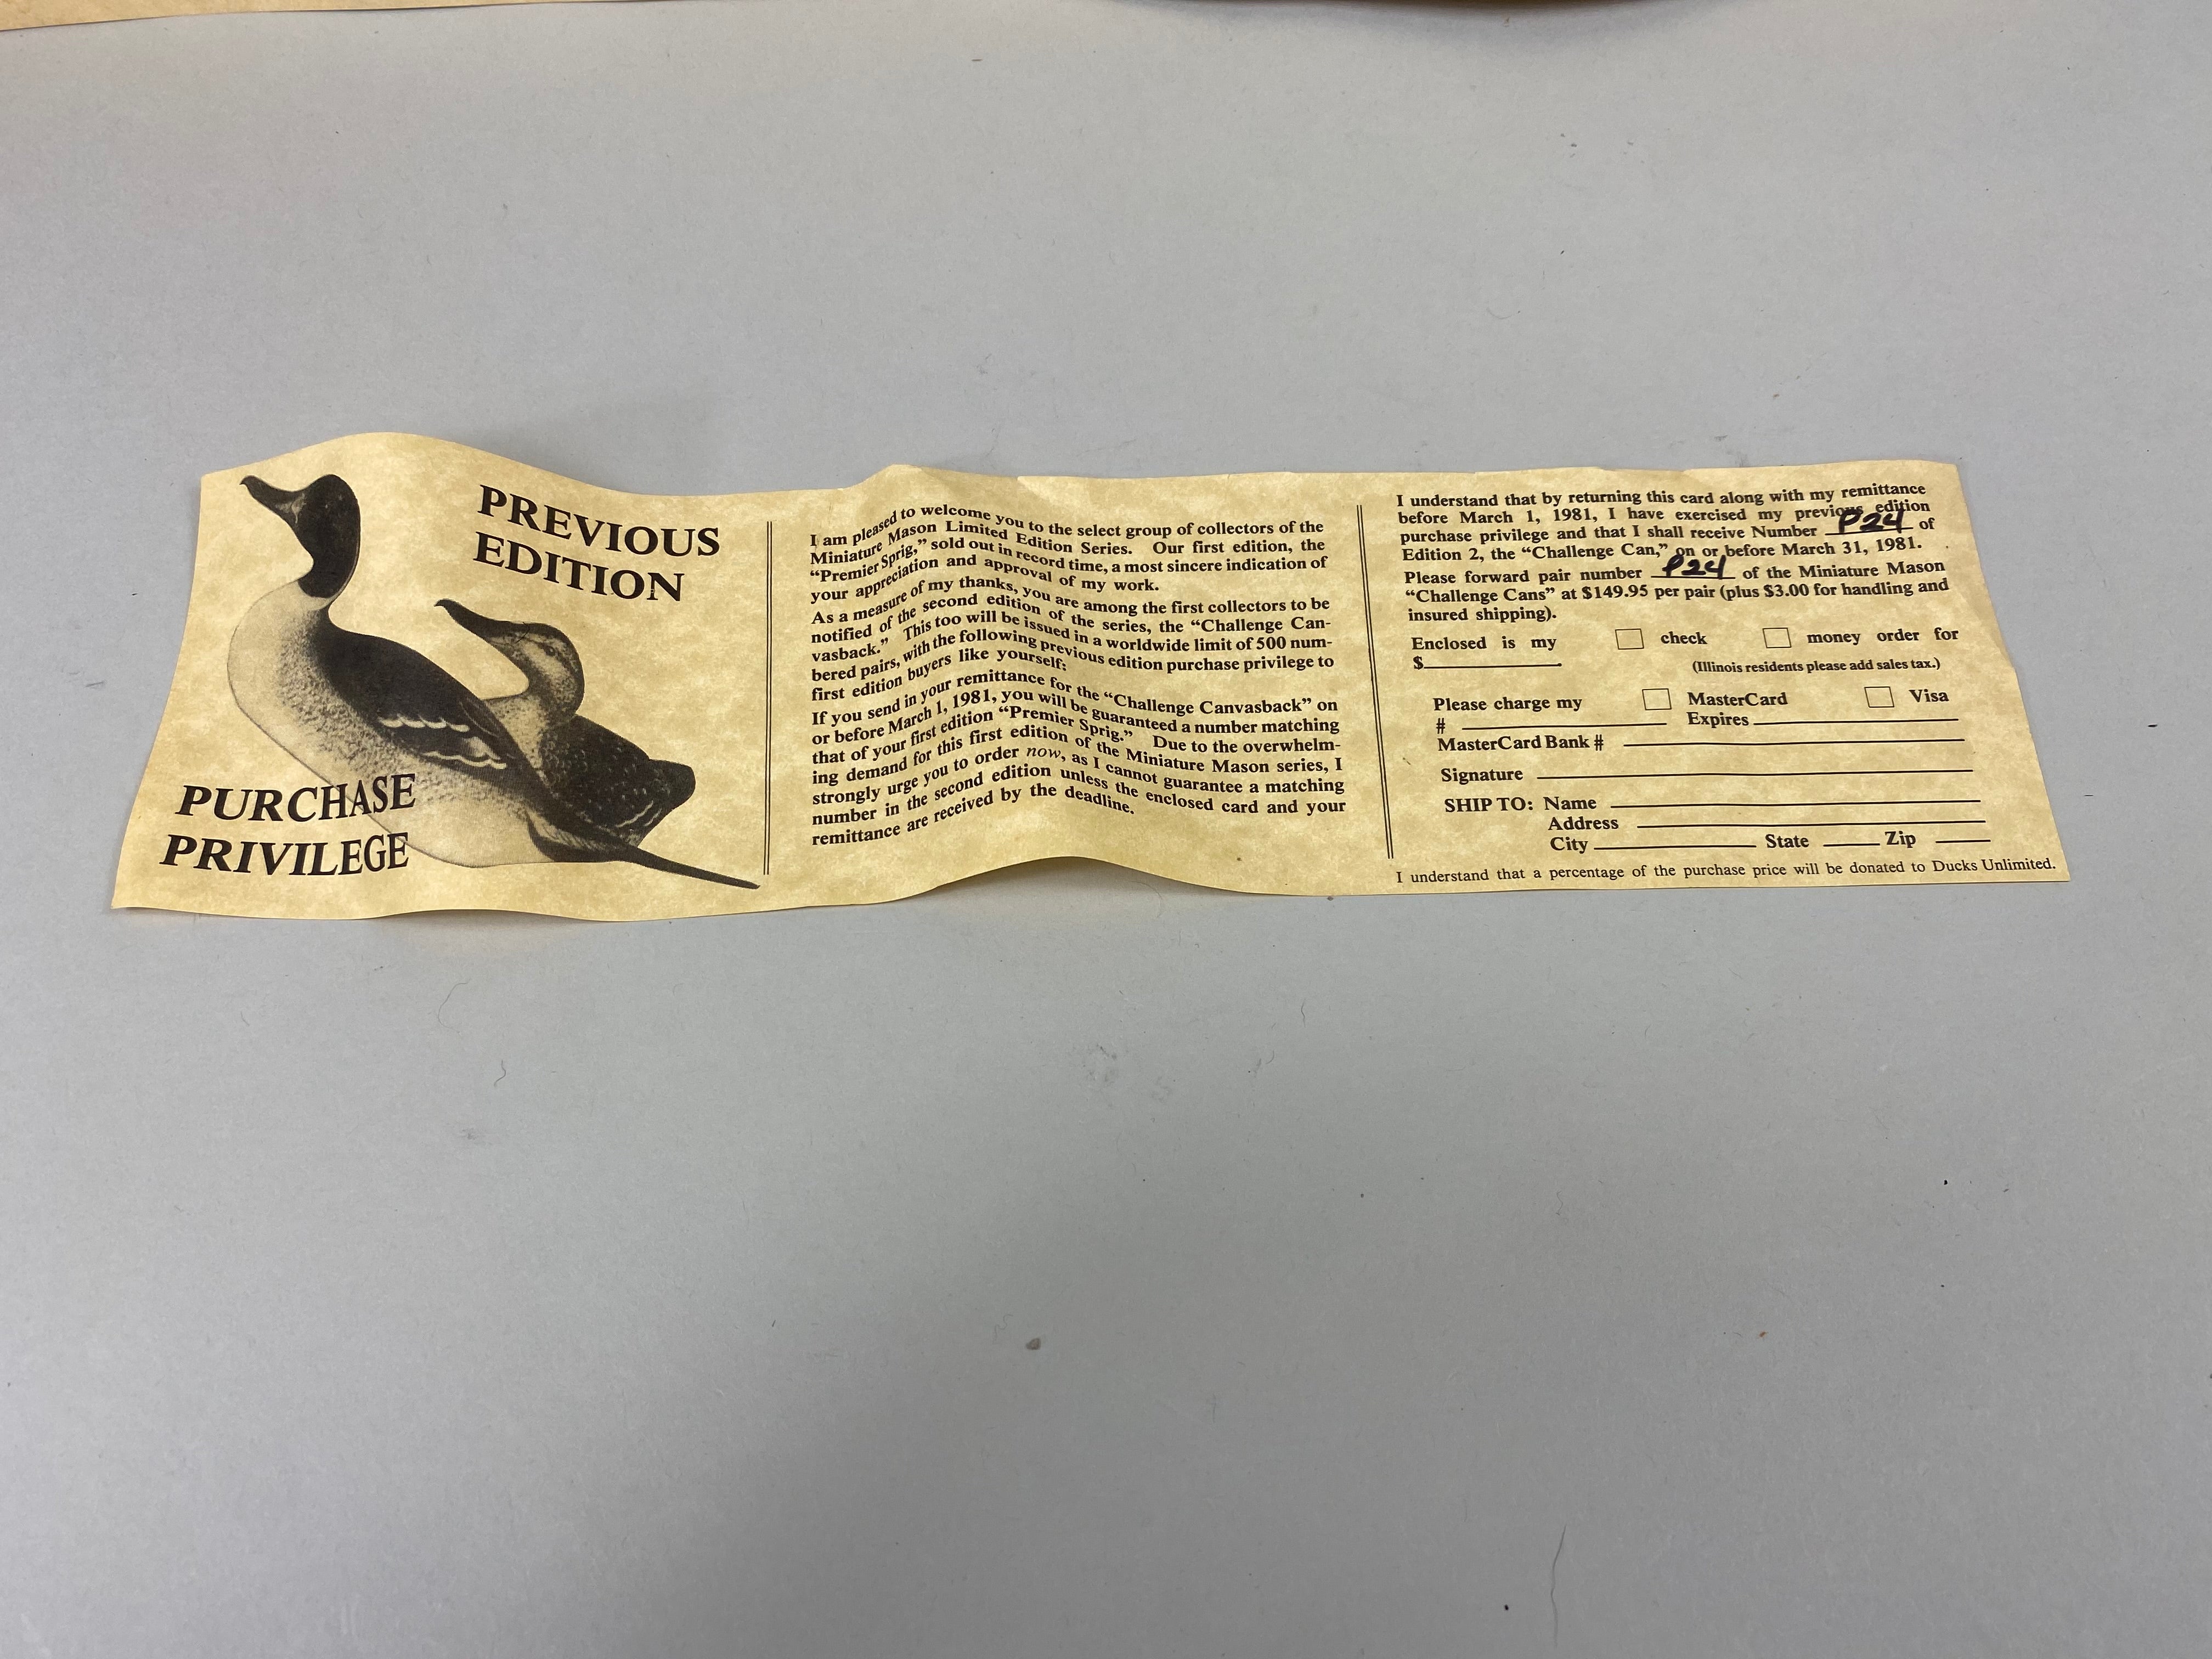 PREVIOUS
EDITION
PURCHASE
PRIVILEGE
I am pleased to welcome you to the select group of collectors of the
Miniature Mason Limited Edition Series. Our first edition, the
“Premier Sprig,” sold out in record time, a most sincere indication of
your appreciation and approval of my work.
As a measure of my thanks, you are among the first collectors to be
notified of the second edition of the series, the “Challenge Can-
vasback.” This too will be issued in a worldwide limit of 500 num-
bered pairs, with the following previous edition purchase privilege to
first edition buyers like yourself:
If you send in your remittance for the “Challenge Canvasback” on
or before March 1, 1981, you will be guaranteed a number matching
that of your first edition “Premier Sprig.” Due to the overwhelm-
ing demand for this first edition of the Miniature Mason series, I
strongly urge you to order now, as I cannot guarantee a matching
number in the second edition unless the enclosed card and your
remittance are received by the deadline.
I understand that by returning this card along with my remittance
before March 1, 1981, I have exercised my previous edition
purchase privilege and that I shall receive Number P24 of
Edition 2, the “Challenge Can,” on or before March 31, 1981.
Please forward pair number P24 of the Miniature Mason
“Challenge Cans” at $149.95 per pair (plus $3.00 for handling and
insured shipping).
Enclosed is my check money order for
$
(Illinois residents please add sales tax.)
Please charge my MasterCard Visa
# Expires
MasterCard Bank #
Signature
SHIP TO: Name
Address
City State Zip
I understand that a percentage of the purchase price will be donated to Ducks Unlimited.